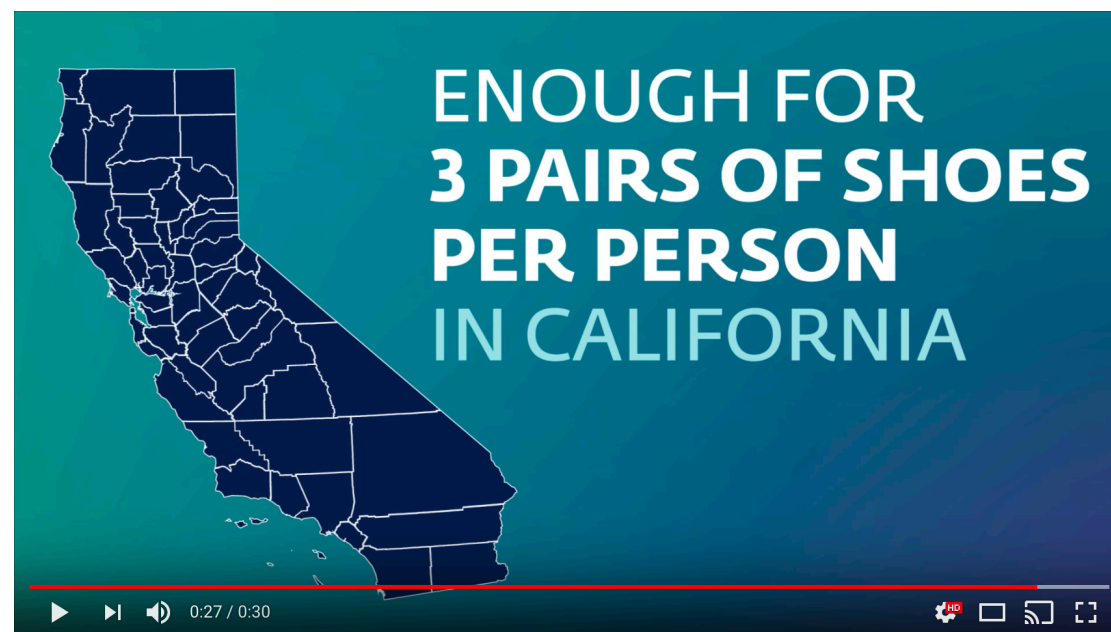 ENOUGH FOR
3 PAIRS OF SHOES
PER PERSON
IN CALIFORNIA
0:27 / 0:30
HD